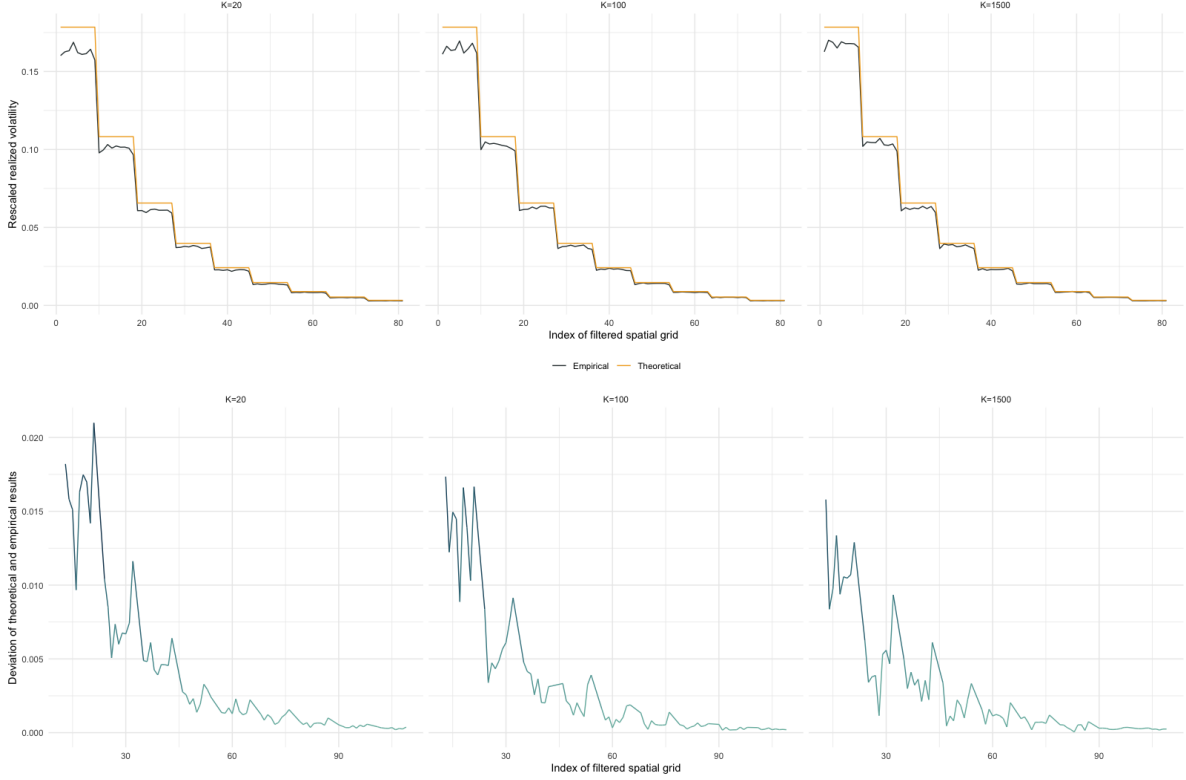 K=20 K=100 K=1500
Rescaled realized volatility
0.15
0.10
0.05
0.00
0 20 40 60 80 0 20 40 60 80 0 20 40 60 80
Index of filtered spatial grid
Empirical Theoretical
K=20 K=100 K=1500
Deviation of theoretical and empirical results
0.020
0.015
0.010
0.005
0.000
30 60 90 30 60 90 30 60 90
Index of filtered spatial grid